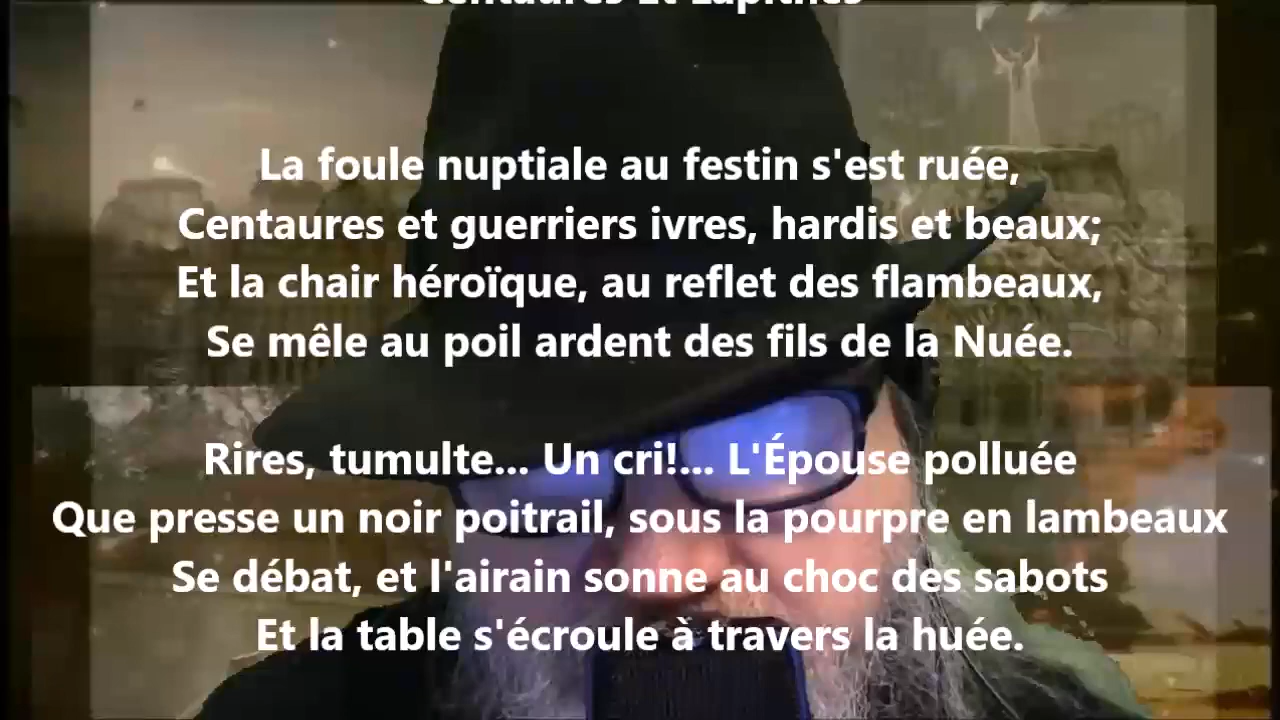 Centaures Et Lapithes
La foule nuptiale au festin s'est ruée,
Centaures et guerriers ivres, hardis et beaux;
Et la chair héroïque, au reflet des flambeaux,
Se mêle au poil ardent des fils de la Nuée.
Rires, tumulte... Un cri!... L'Épouse polluée
Que presse un noir poitrail, sous la pourpre en lambeaux
Se débat, et l'airain sonne au choc des sabots
Et la table s'écroule à travers la huée.